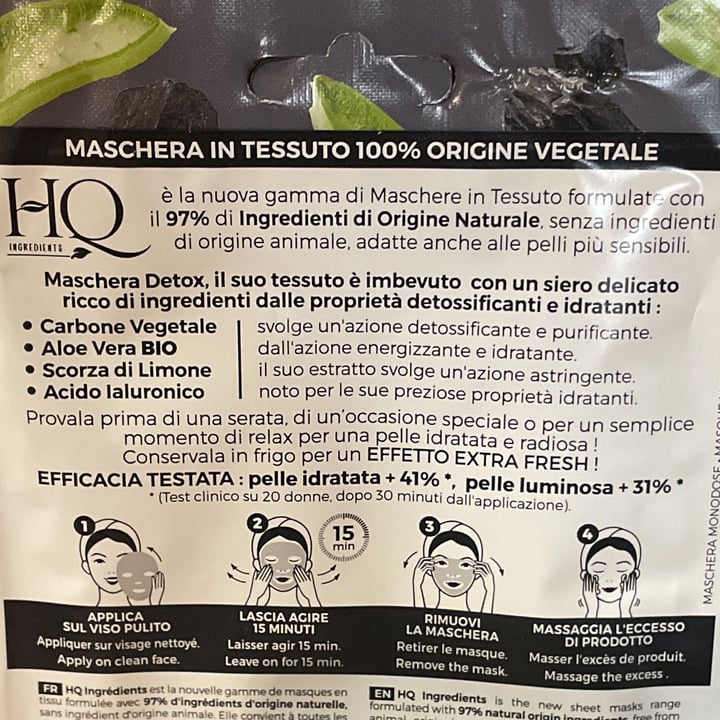 MASCHERA IN TESSUTO 100% ORIGINE VEGETALE
HQ
INGREDIENTS
è la nuova gamma di Maschere in Tessuto formulate con
il 97% di Ingredienti di Origine Naturale, senza ingredienti
di origine animale, adatte anche alle pelli più sensibili.
Maschera Detox, il suo tessuto è imbevuto con un siero delicato
ricco di ingredienti dalle proprietà detossificanti e idratanti :
• Carbone Vegetale svolge un'azione detossificante e purificante.
• Aloe Vera BIO dall'azione energizzante e idratante.
• Scorza di Limone il suo estratto svolge un'azione astringente.
• Acido Ialuronico noto per le sue preziose proprietà idratanti.
Provala prima di una serata, di un'occasione speciale o per un semplice
momento di relax per una pelle idratata e radiosa !
Conservala in frigo per un EFFETTO EXTRA FRESH !
EFFICACIA TESTATA : pelle idratata + 41% *, pelle luminosa + 31% *
* (Test clinico su 20 donne, dopo 30 minuti dall'applicazione).
1
APPLICA
SUL VISO PULITO
Appliquer sur visage nettoyé.
Apply on clean face.
2
15
min
LASCIA AGIRE
15 MINUTI
Laisser agir 15 min.
Leave on for 15 min.
3
RIMUOVI
LA MASCHERA
Retirer le masque.
Remove the mask.
4
MASSAGGIA L'ECCESSO
DI PRODOTTO
Masser l'excès de produit.
Massage the excess .
FR HQ Ingrédients est la nouvelle gamme de masques en
tissu formulée avec 97% d'ingrédients d'origine naturelle,
sans ingrédient d'origine animale. Elle convient à toutes les
EN HQ Ingredients is the new sheet masks range
formulated with 97% natural origin ingredients, free from
MASCHERA MONODOSE •